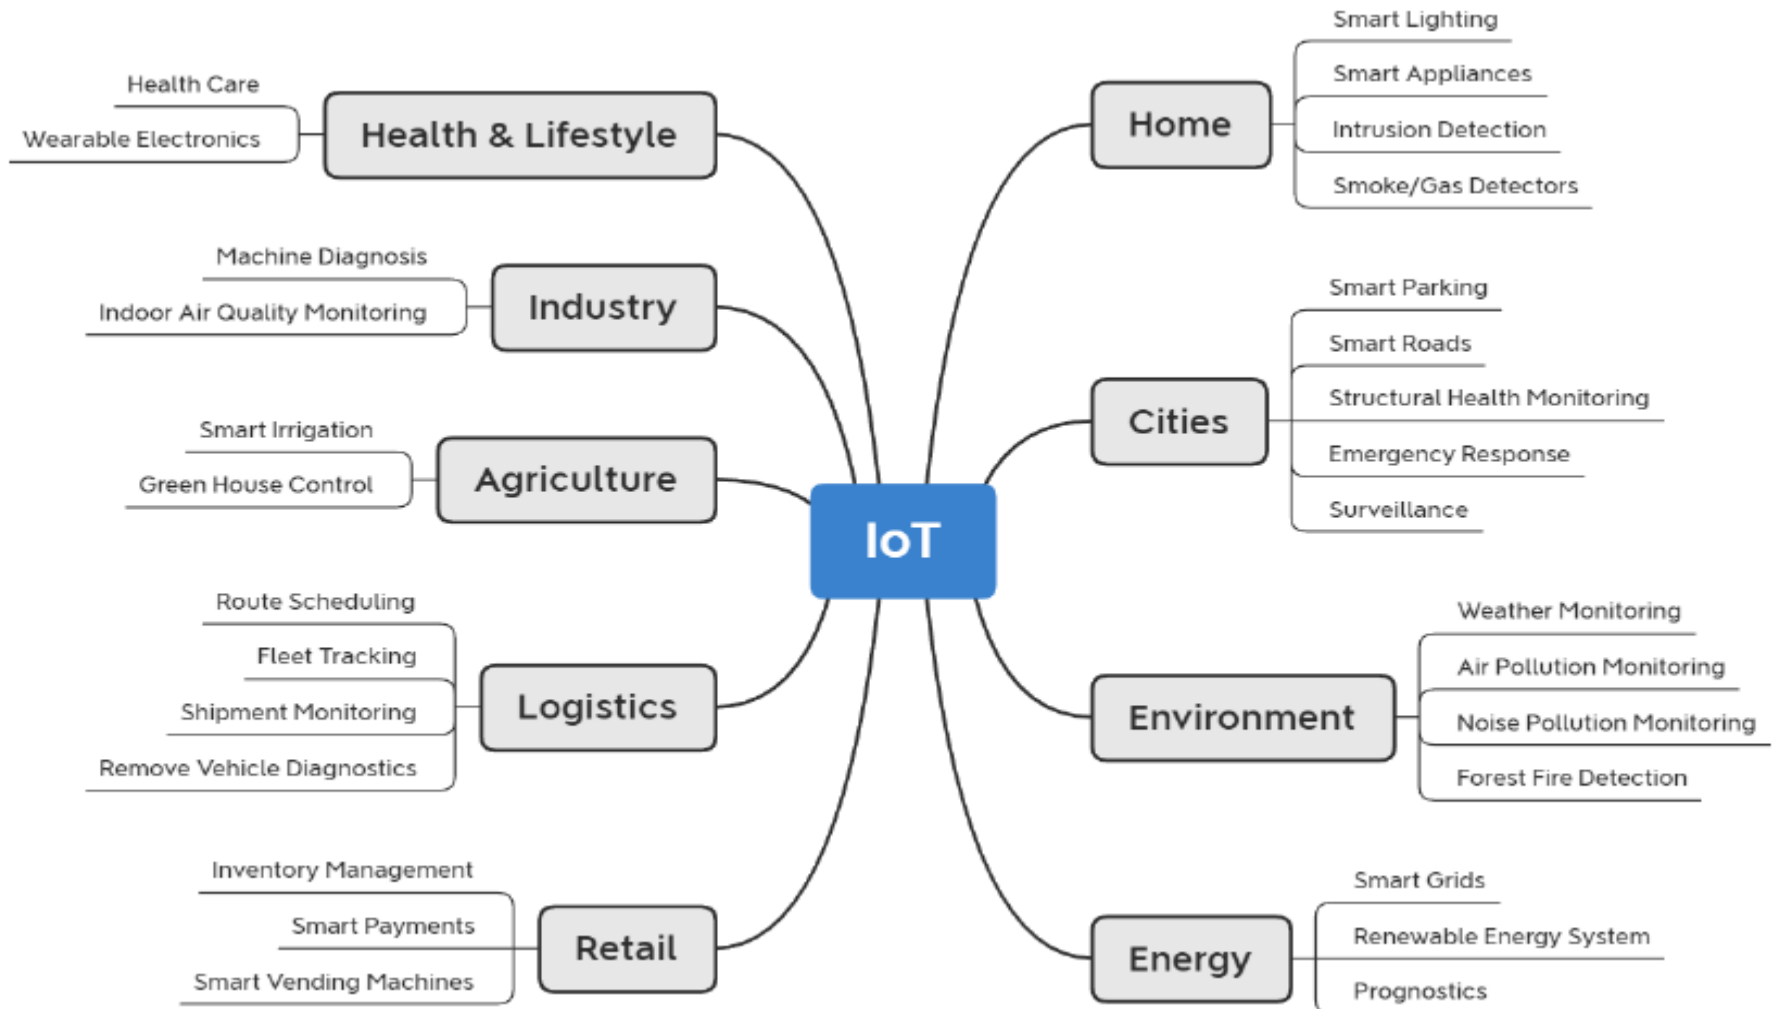 IoT
Health & Lifestyle
Health Care
Wearable Electronics
Industry
Machine Diagnosis
Indoor Air Quality Monitoring
Agriculture
Smart Irrigation
Green House Control
Logistics
Route Scheduling
Fleet Tracking
Shipment Monitoring
Remove Vehicle Diagnostics
Retail
Inventory Management
Smart Payments
Smart Vending Machines
Home
Smart Lighting
Smart Appliances
Intrusion Detection
Smoke/Gas Detectors
Cities
Smart Parking
Smart Roads
Structural Health Monitoring
Emergency Response
Surveillance
Environment
Weather Monitoring
Air Pollution Monitoring
Noise Pollution Monitoring
Forest Fire Detection
Energy
Smart Grids
Renewable Energy System
Prognostics